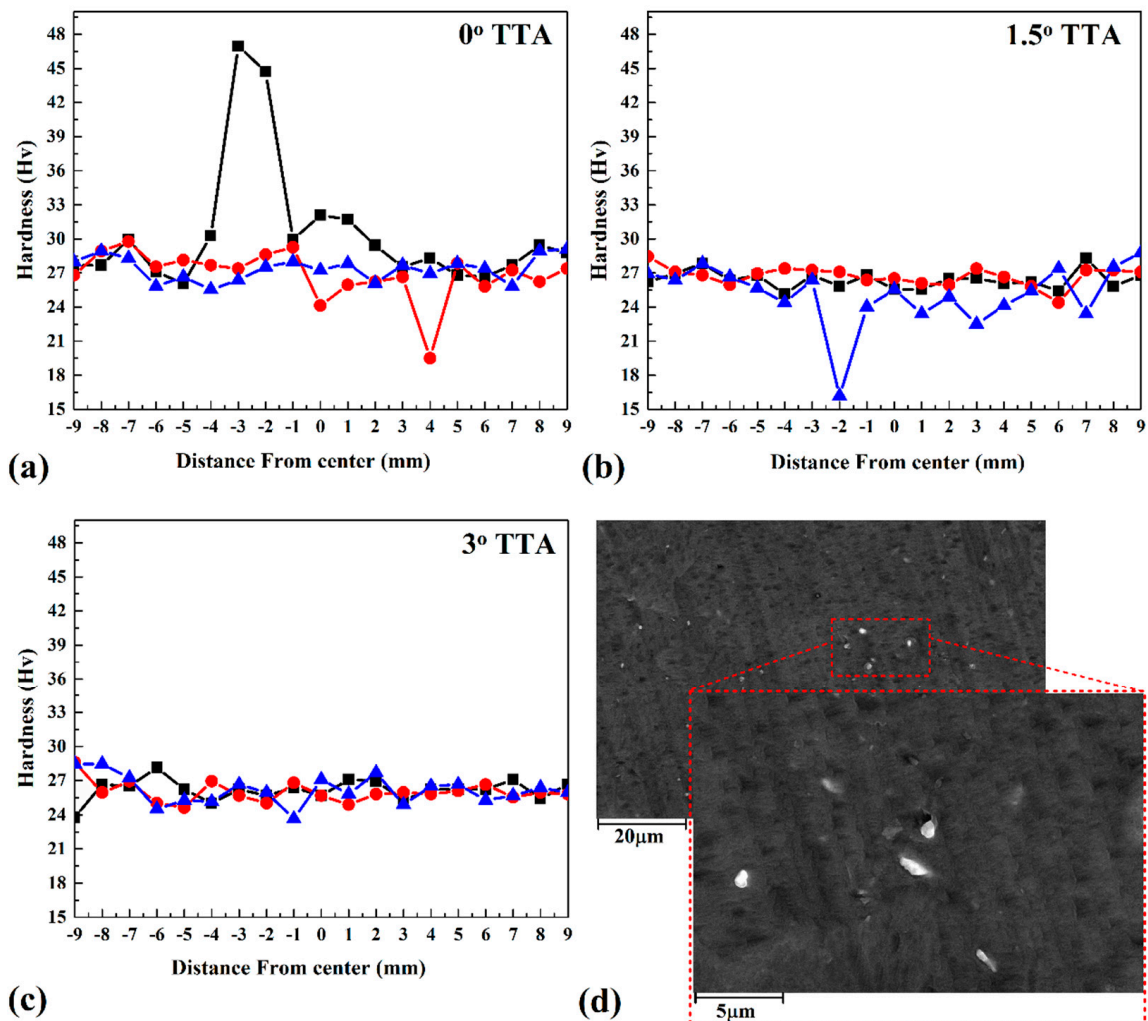 0° TTA
48
45
42
39
36
33
30
27
24
21
18
15
Hardness (Hv)
-9 -8 -7 -6 -5 -4 -3 -2 -1 0 1 2 3 4 5 6 7 8 9
Distance From center (mm)
(a)
1.5° TTA
48
45
42
39
36
33
30
27
24
21
18
15
Hardness (Hv)
-9 -8 -7 -6 -5 -4 -3 -2 -1 0 1 2 3 4 5 6 7 8 9
Distance From center (mm)
(b)
3° TTA
48
45
42
39
36
33
30
27
24
21
18
15
Hardness (Hv)
-9 -8 -7 -6 -5 -4 -3 -2 -1 0 1 2 3 4 5 6 7 8 9
Distance From center (mm)
(c)
20µm
5µm
(d)